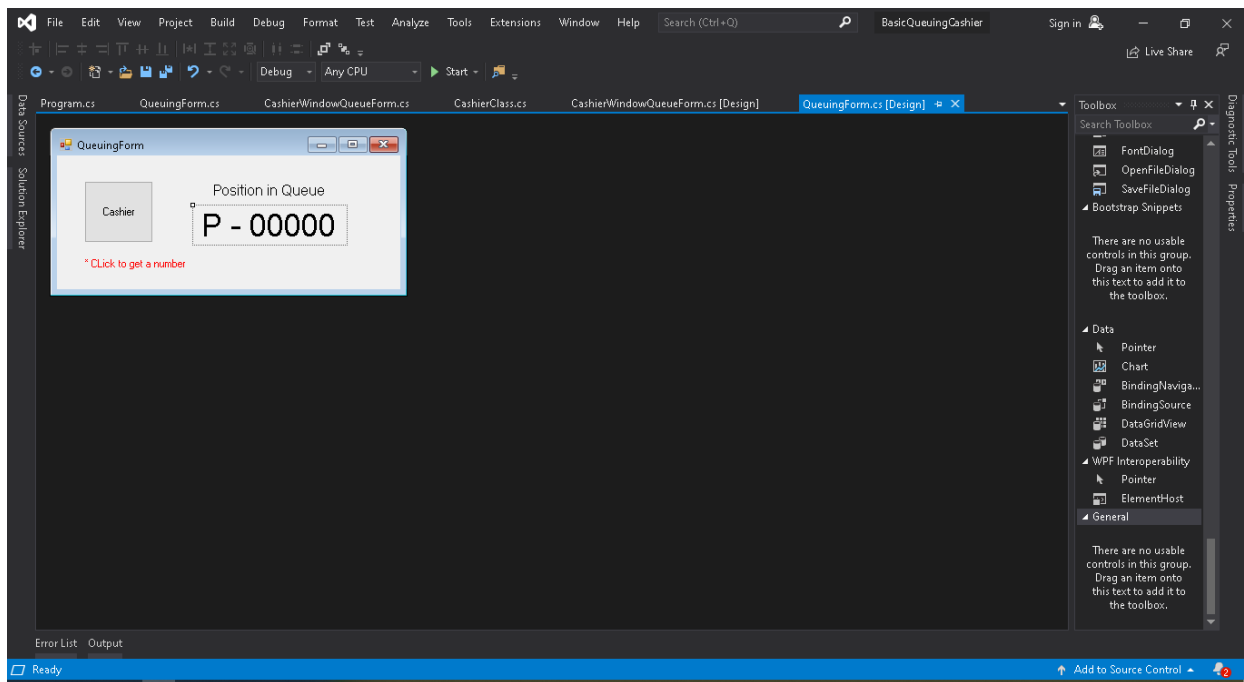 File Edit View Project Build Debug Format Test Analyze Tools Extensions Window Help Search (Ctrl+Q) BasicQueuingCashier Sign in
Live Share
Debug Any CPU Start
Data Sources
Solution Explorer
Program.cs QueuingForm.cs CashierWindowQueueForm.cs CashierClass.cs CashierWindowQueueForm.cs [Design] QueuingForm.cs [Design]
QueuingForm
Cashier
Position in Queue
P - 00000
* CLick to get a number
Toolbox
Search Toolbox
FontDialog
OpenFileDialog
SaveFileDialog
Bootstrap Snippets
There are no usable
controls in this group.
Drag an item onto
this text to add it to
the toolbox.
Data
Pointer
Chart
BindingNaviga...
BindingSource
DataGridView
DataSet
WPF Interoperability
Pointer
ElementHost
General
There are no usable
controls in this group.
Drag an item onto
this text to add it to
the toolbox.
Diagnostic Tools
Properties
Error List Output
Ready
Add to Source Control 2